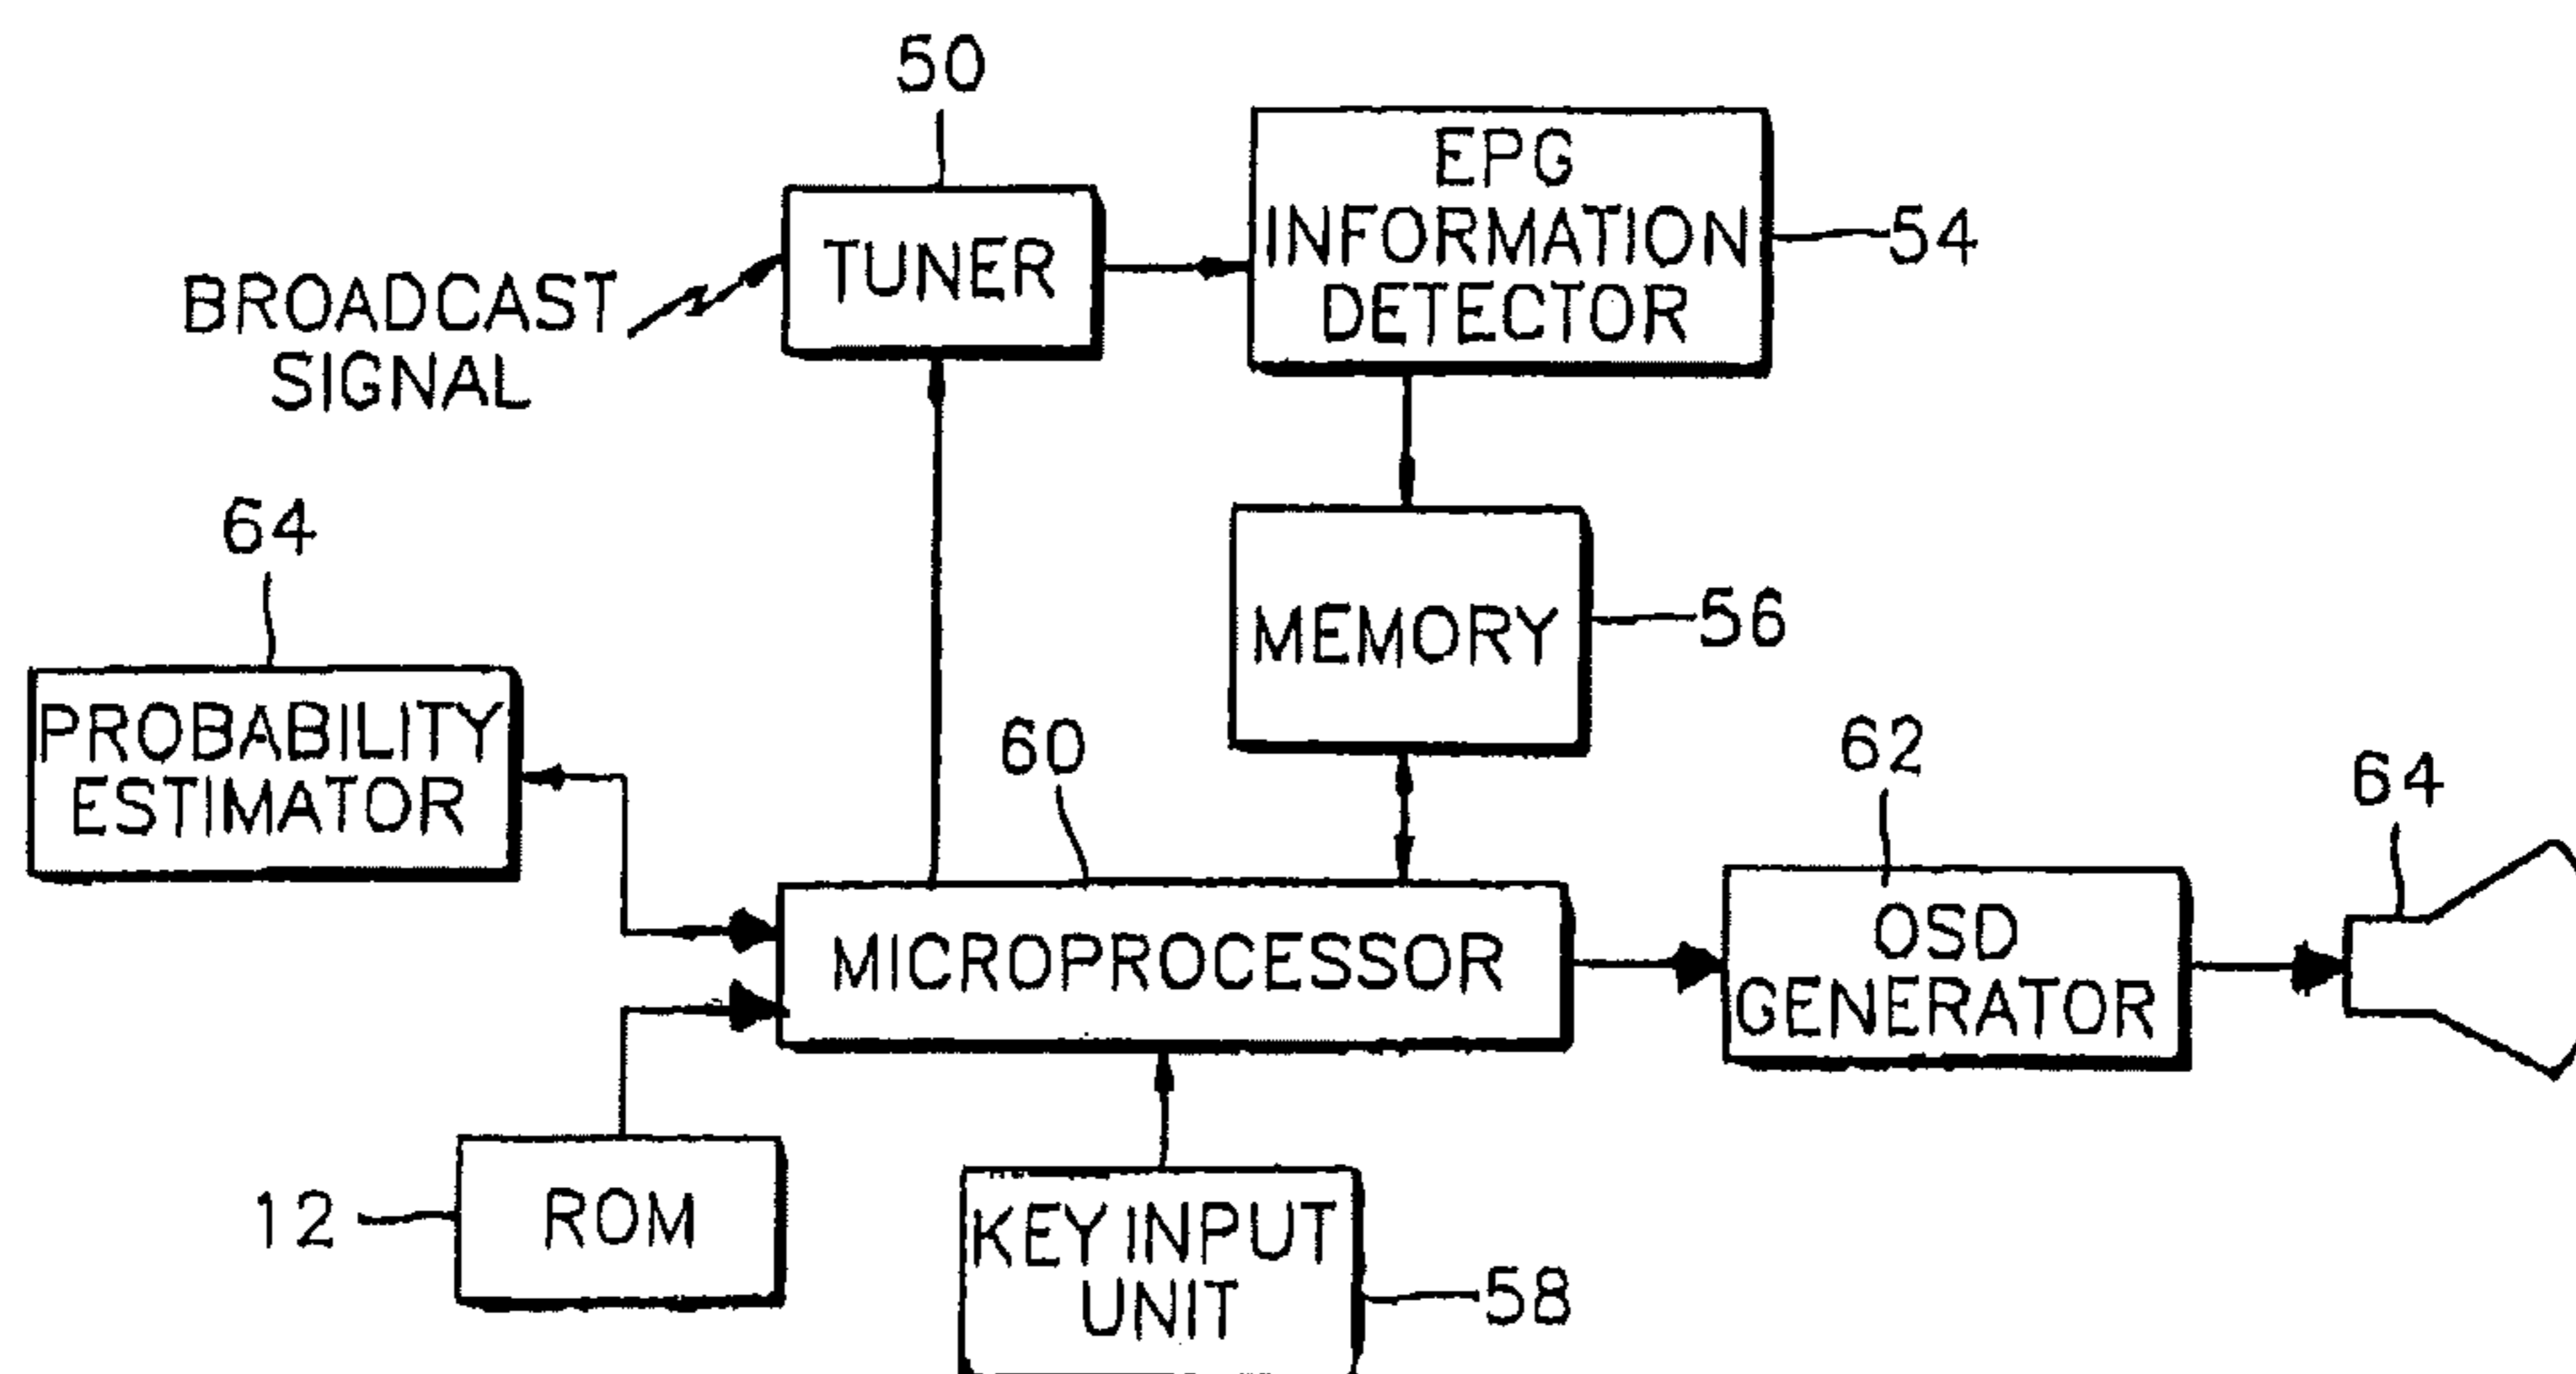 50
EPG
INFORMATION
DETECTOR
54
TUNER
BROADCAST
SIGNAL
64
PROBABILITY
ESTIMATOR
MEMORY
56
60
62
64
MICROPROCESSOR
OSD
GENERATOR
12
ROM
KEY INPUT
UNIT
58